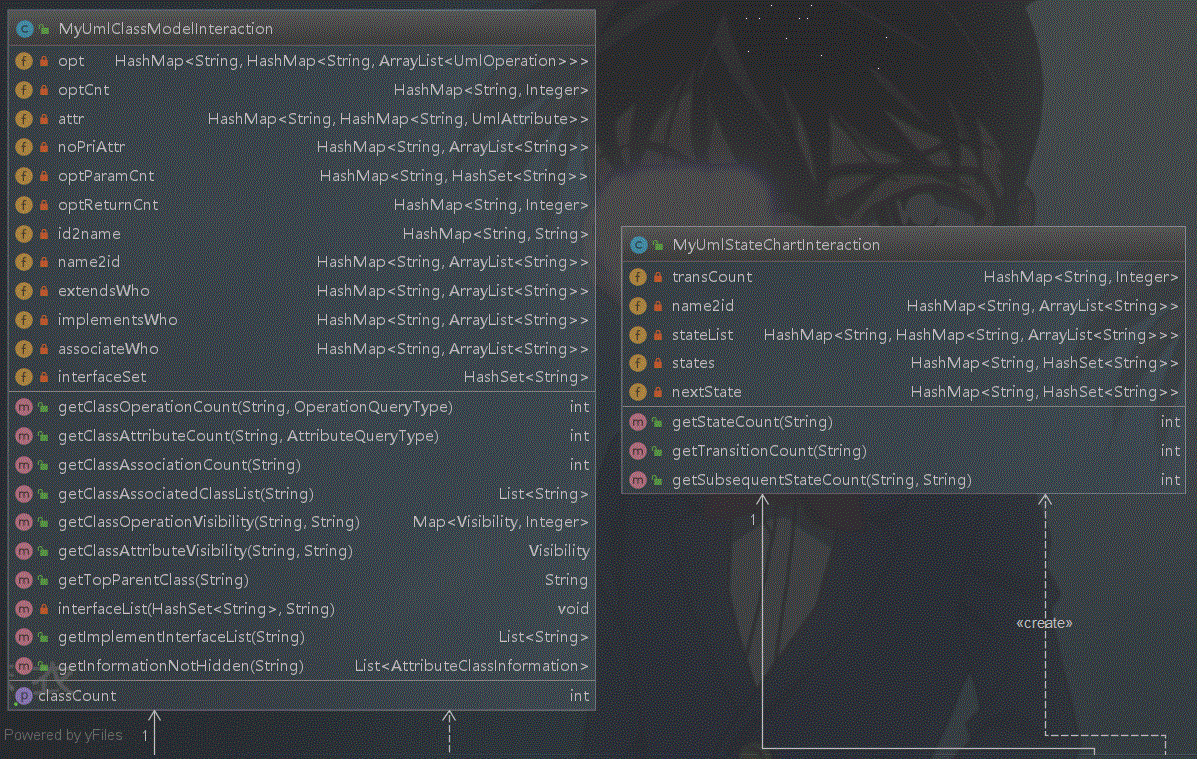 MyUmlClassModelInteraction
opt HashMap<String, HashMap<String, ArrayList<UmlOperation>>>
optCnt HashMap<String, Integer>
attr HashMap<String, HashMap<String, UmlAttribute>>
noPriAttr HashMap<String, ArrayList<String>>
optParamCnt HashMap<String, HashSet<String>>
optReturnCnt HashMap<String, Integer>
id2name HashMap<String, String>
name2id HashMap<String, ArrayList<String>>
extendsWho HashMap<String, ArrayList<String>>
implementsWho HashMap<String, ArrayList<String>>
associateWho HashMap<String, ArrayList<String>>
interfaceSet HashSet<String>
getClassOperationCount(String, OperationQueryType) int
getClassAttributeCount(String, AttributeQueryType) int
getClassAssociationCount(String) int
getClassAssociatedClassList(String) List<String>
getClassOperationVisibility(String, String) Map<Visibility, Integer>
getClassAttributeVisibility(String, String) Visibility
getTopParentClass(String) String
interfaceList(HashSet<String>, String) void
getImplementInterfaceList(String) List<String>
getInformationNotHidden(String) List<AttributeClassInformation>
classCount int
Powered by yFiles
1
MyUmlStateChartInteraction
transCount HashMap<String, Integer>
name2id HashMap<String, ArrayList<String>>
stateList HashMap<String, HashMap<String, ArrayList<String>>>
states HashMap<String, HashSet<String>>
nextState HashMap<String, HashSet<String>>
getStateCount(String) int
getTransitionCount(String) int
getSubsequentStateCount(String, String) int
1
«create»